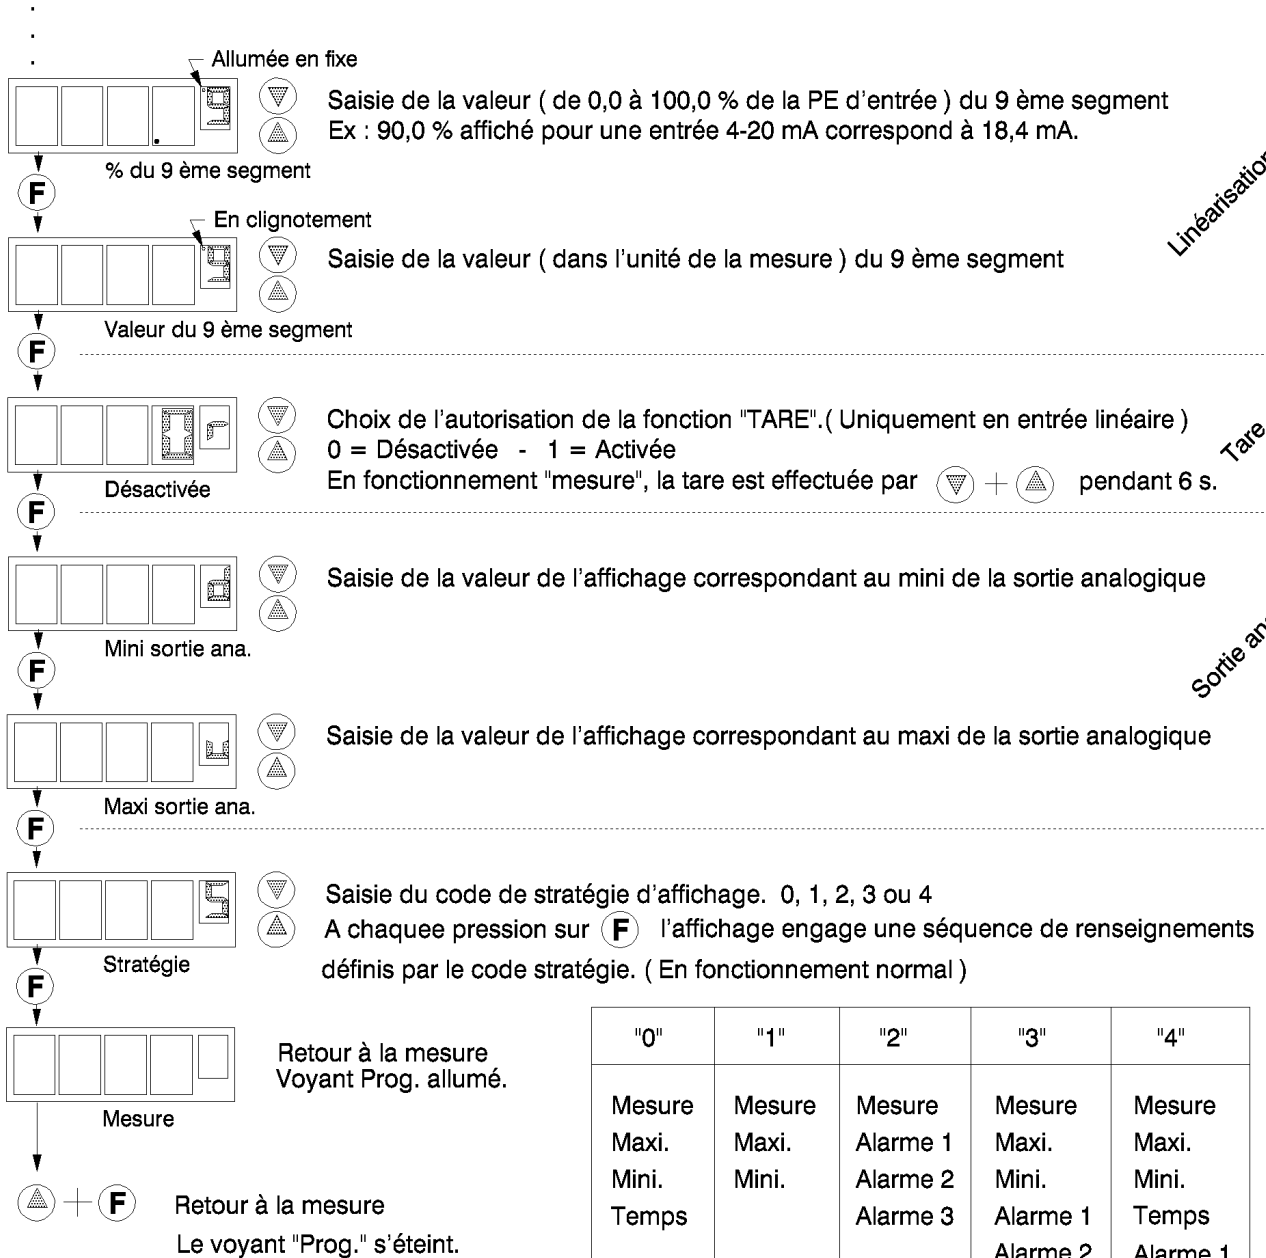 .
.
.
Allumée en fixe
9
Saisie de la valeur ( de 0,0 à 100,0 % de la PE d'entrée ) du 9 ème segment
Ex : 90,0 % affiché pour une entrée 4-20 mA correspond à 18,4 mA.
% du 9 ème segment
F
Linéarisation
En clignotement
9
Saisie de la valeur ( dans l'unité de la mesure ) du 9 ème segment
Valeur du 9 ème segment
F
0 r
Choix de l'autorisation de la fonction "TARE".( Uniquement en entrée linéaire )
0 = Désactivée - 1 = Activée
En fonctionnement "mesure", la tare est effectuée par + pendant 6 s.
Tare
Désactivée
F
d
Saisie de la valeur de l'affichage correspondant au mini de la sortie analogique
Mini sortie ana.
F
Sortie ana
u
Saisie de la valeur de l'affichage correspondant au maxi de la sortie analogique
Maxi sortie ana.
F
S
Saisie du code de stratégie d'affichage. 0, 1, 2, 3 ou 4
A chaquee pression sur F l'affichage engage une séquence de renseignements
définis par le code stratégie. ( En fonctionnement normal )
Stratégie
F
Retour à la mesure
Voyant Prog. allumé.
Mesure
+ F
Retour à la mesure
Le voyant "Prog." s'éteint.
"0" "1" "2" "3" "4"
Mesure Mesure Mesure Mesure Mesure
Maxi. Maxi. Alarme 1 Maxi. Maxi.
Mini. Mini. Alarme 2 Mini. Mini.
Temps Alarme 3 Alarme 1 Temps
Alarme 2 Alarme 1